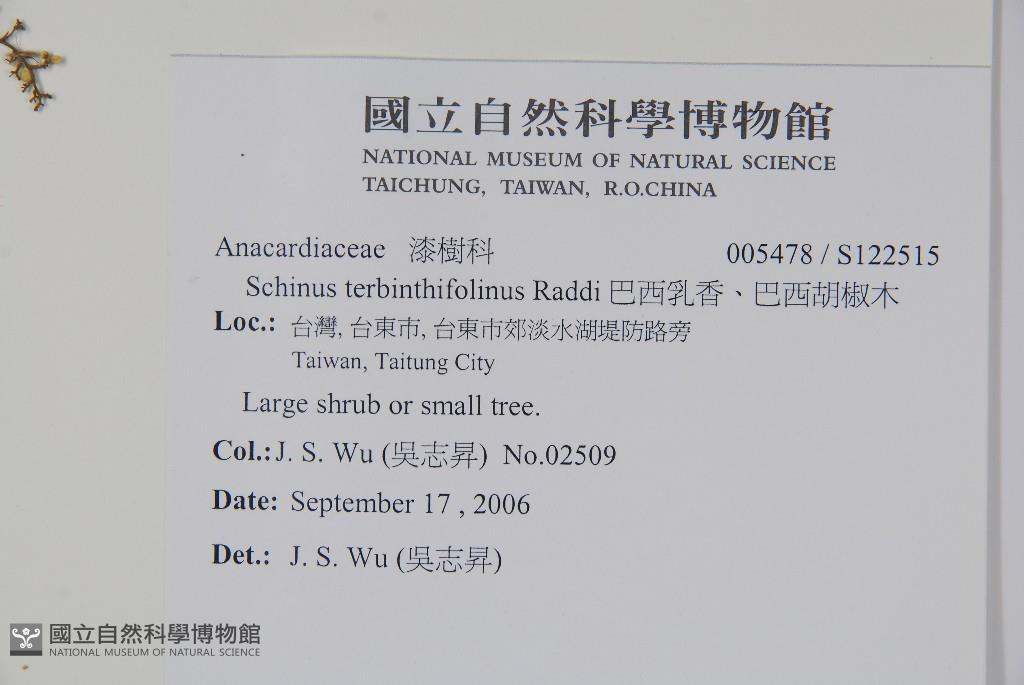 國立自然科學博物館
NATIONAL MUSEUM OF NATURAL SCIENCE
TAICHUNG, TAIWAN, R.O.CHINA
Anacardiaceae 漆樹科 005478 / S122515
Schinus terbinthifolinus Raddi 巴西乳香、巴西胡椒木
Loc.: 台灣, 台東市, 台東市郊淡水湖堤防路旁
Taiwan, Taitung City
Large shrub or small tree.
Col.: J. S. Wu (吳志昇) No.02509
Date: September 17 , 2006
Det.: J. S. Wu (吳志昇)
國立自然科學博物館
NATIONAL MUSEUM OF NATURAL SCIENCE